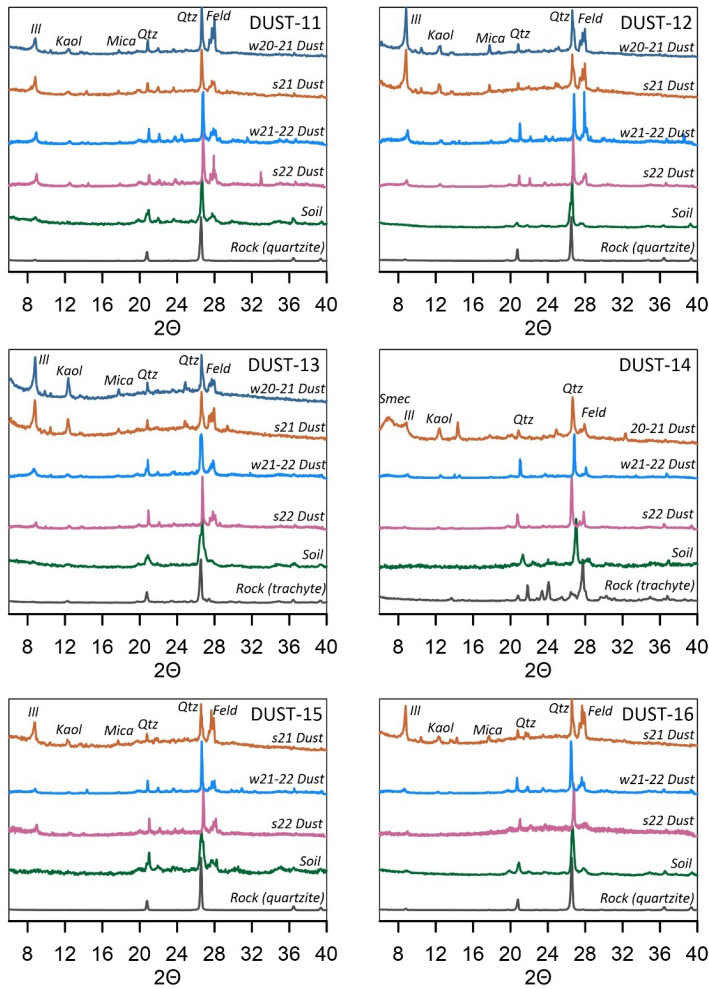 DUST-11
Ill
Kaol
Mica
Qtz
Qtz
Feld
w20-21 Dust
s21 Dust
w21-22 Dust
s22 Dust
Soil
Rock (quartzite)
8 12 16 20 24 28 32 36 40
2Θ
DUST-12
Ill
Kaol
Mica
Qtz
Qtz
Feld
w20-21 Dust
s21 Dust
w21-22 Dust
s22 Dust
Soil
Rock (quartzite)
8 12 16 20 24 28 32 36 40
2Θ
DUST-13
Ill
Kaol
Mica
Qtz
Qtz
Feld
w20-21 Dust
s21 Dust
w21-22 Dust
s22 Dust
Soil
Rock (trachyte)
8 12 16 20 24 28 32 36 40
2Θ
DUST-14
Smec
Ill
Kaol
Qtz
Qtz
Feld
20-21 Dust
w21-22 Dust
s22 Dust
Soil
Rock (trachyte)
8 12 16 20 24 28 32 36 40
2Θ
DUST-15
Ill
Kaol
Mica
Qtz
Qtz
Feld
s21 Dust
w21-22 Dust
s22 Dust
Soil
Rock (quartzite)
8 12 16 20 24 28 32 36 40
2Θ
DUST-16
Ill
Kaol
Mica
Qtz
Qtz
Feld
s21 Dust
w21-22 Dust
s22 Dust
Soil
Rock (quartzite)
8 12 16 20 24 28 32 36 40
2Θ